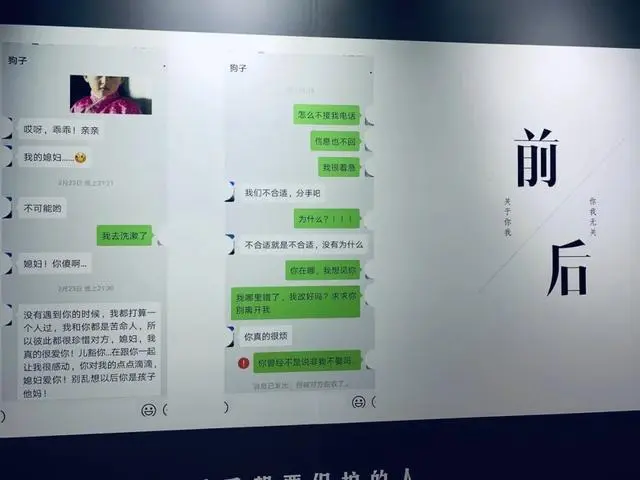 狗子
哎呀，乖乖！亲亲
我的媳妇……
3月23日 晚上21:21
不可能哟
我去洗漱了
媳妇！你傻啊…
3月23日 晚上21:30
没有遇到你的时候，我都打算一
个人过，我和你都是苦命人，所
以彼此都很珍惜对方，媳妇，我
真的很爱你！儿豁你…在跟你一起
让我很感动，你对我的点点滴滴，
媳妇爱你！别乱想以后你是孩子
他妈！
狗子
怎么不接我电话
信息也不回
我很着急
我们不合适，分手吧
为什么？！！！
不合适就是不合适，没有为什么
你在哪，我想见你
我哪里错了，我改好吗？求求你
别离开我
你真的很烦
你曾经不是说非我不娶吗
消息已发出，但被对方拒收了。
前
关于你我
你我无关
后
的人